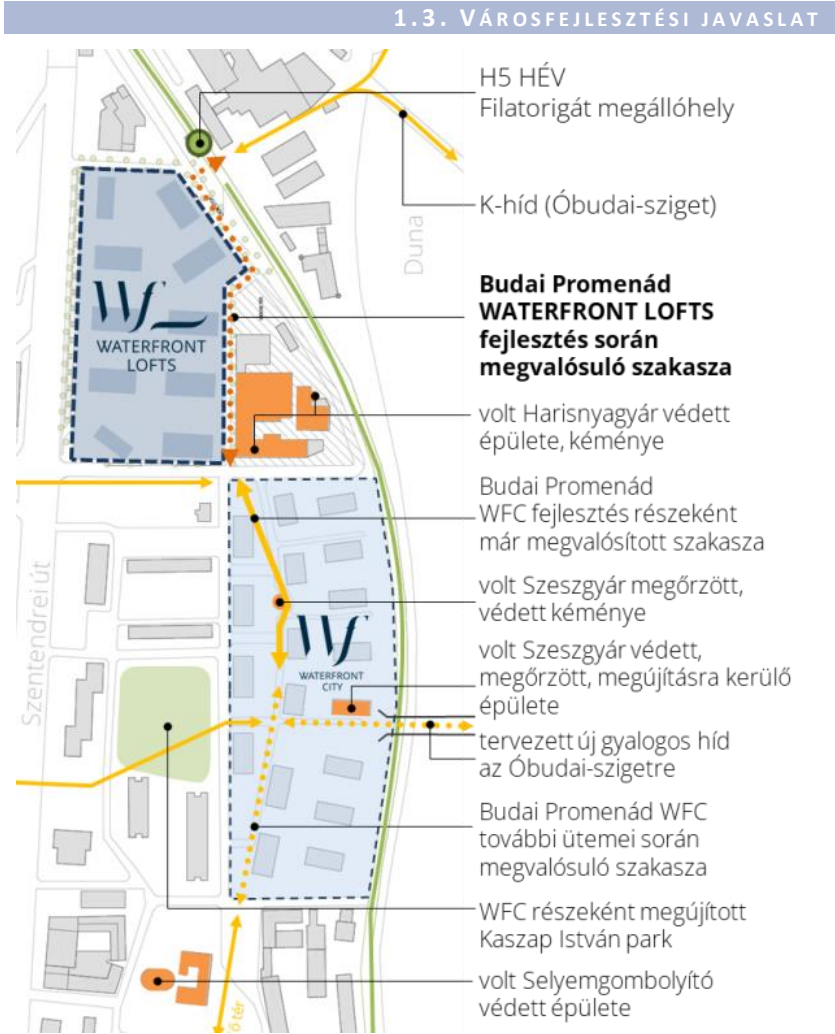 1.3. VÁROSFEJLESZTÉSI JAVASLAT
H5 HÉV
Filatorigát megállóhely
K-híd (Óbudai-sziget)
Duna
Budai Promenád
WATERFRONT LOFTS
fejlesztés során
megvalósuló szakasza
Wf
WATERFRONT
LOFTS
volt Harisnyagyár védett
épülete, kéménye
Budai Promenád
WFC fejlesztés részeként
már megvalósított szakasza
volt Szeszgyár megőrzött,
védett kéménye
Wf
WATERFRONT
CITY
Szentendrei út
volt Szeszgyár védett,
megőrzött, megújításra kerülő
épülete
tervezett új gyalogos híd
az Óbudai-szigetre
Budai Promenád WFC
további ütemei során
megvalósuló szakasza
WFC részeként megújított
Kaszap István park
volt Selyemgombolyító
védett épülete
tér